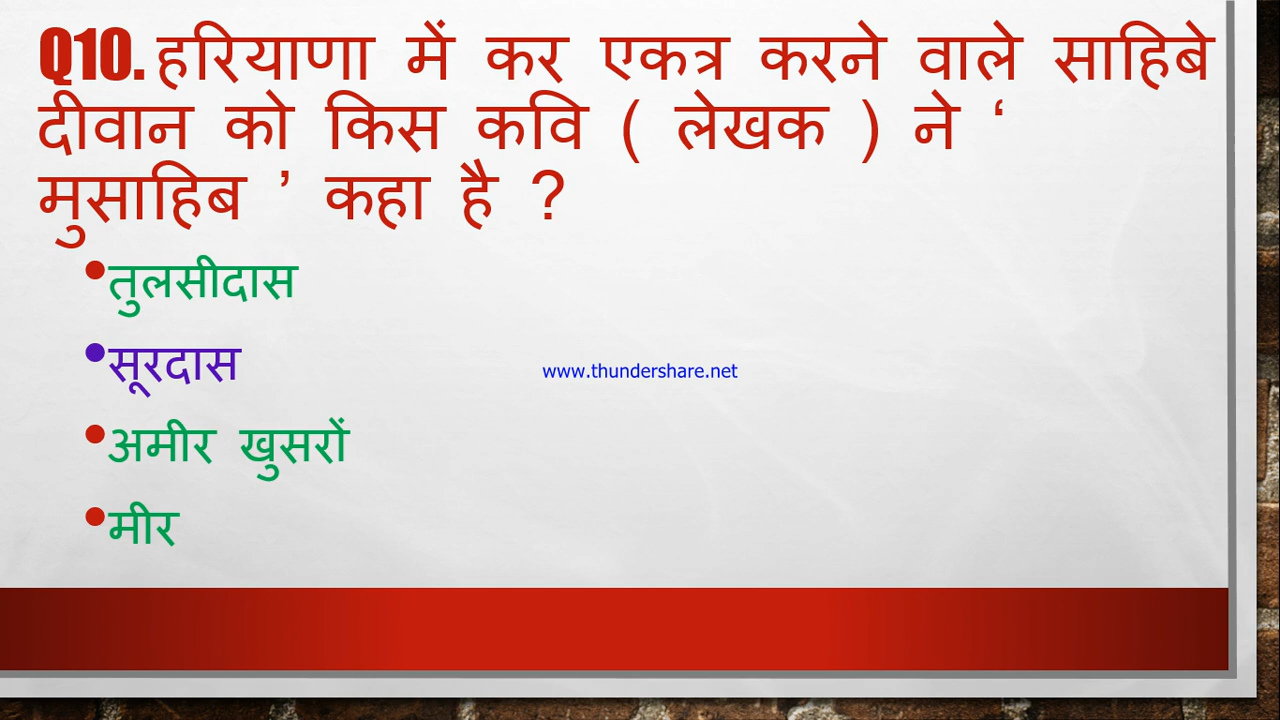 Q10. हरियाणा में कर एकत्र करने वाले साहिबे
दीवान को किस कवि ( लेखक ) ने ‘
मुसाहिब ’ कहा है ?
•तुलसीदास
•सूरदास
www.thundershare.net
•अमीर खुसरों
•मीर